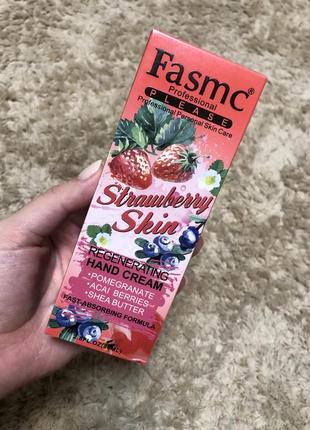 Fasmc®
Professional
PLEASE
Professional Personal Skin Care
Strawberry
Skin
REGENERATING
HAND CREAM
*POMEGRANATE
*ACAI BERRIES
*SHEA BUTTER
FAST-ABSORBING FORMULA